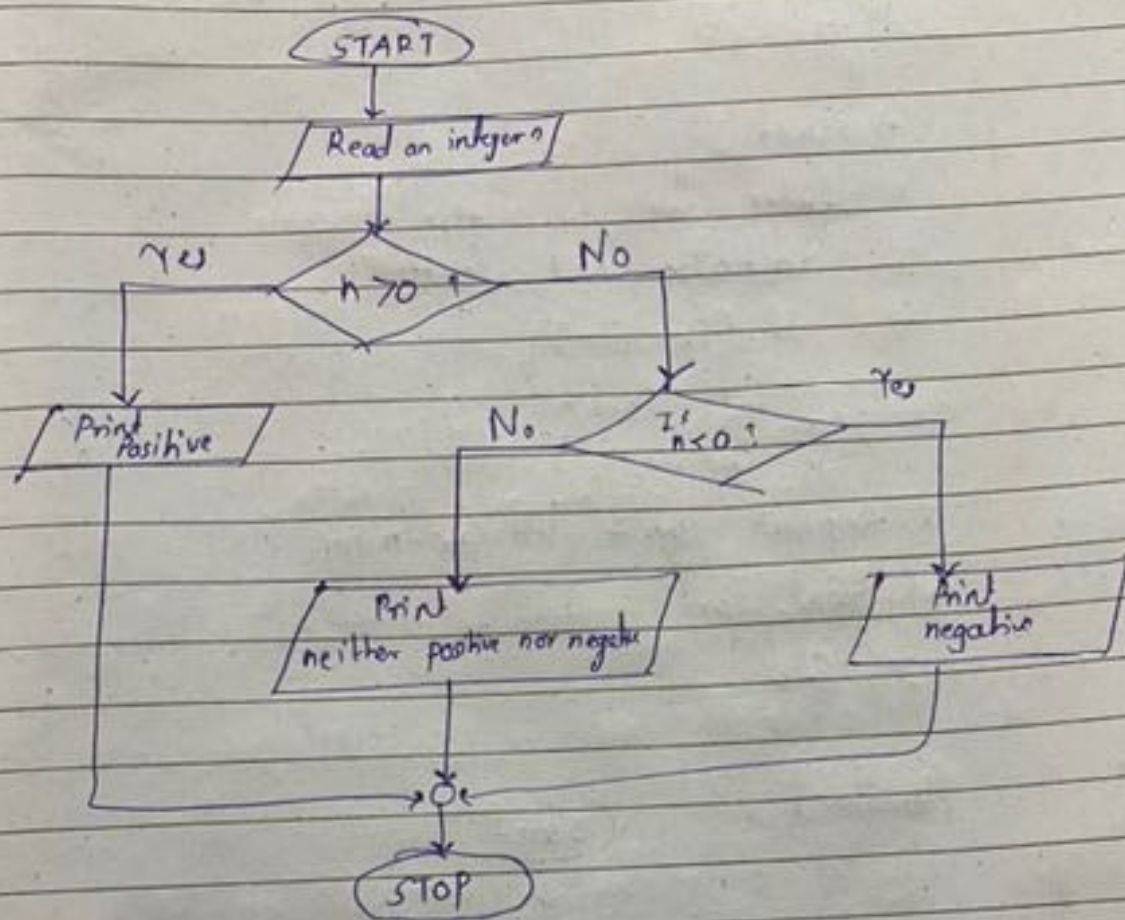 START
Read an integer n
Yes
n >0 ?
No
Print
Positive
No
Is
n<0 ?
Yes
Print
neither positive nor negative
Print
negative
STOP